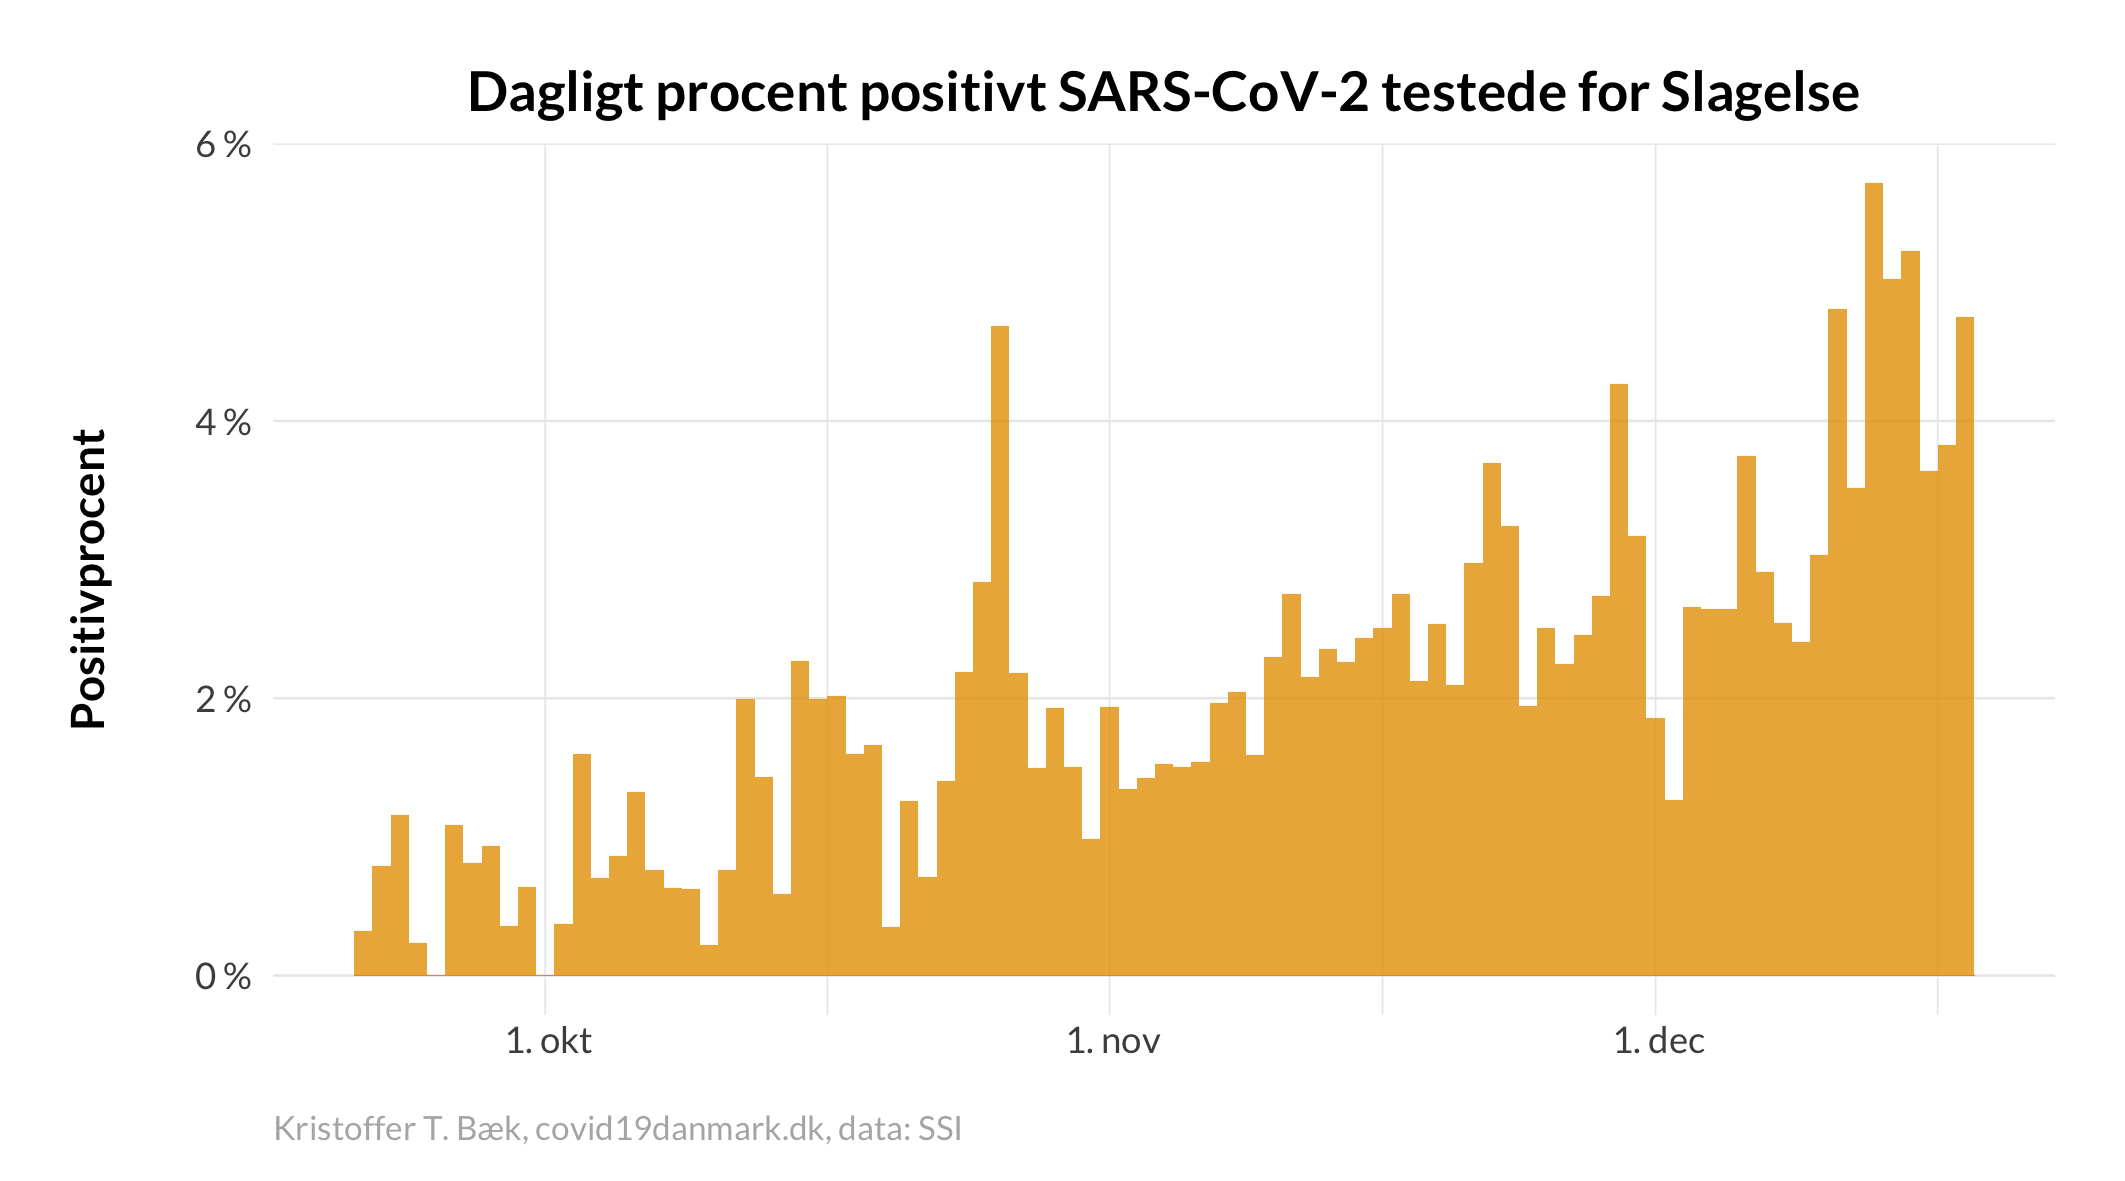 Dagligt procent positivt SARS-CoV-2 testede for Slagelse
6 %
4 %
2 %
0 %
Positivprocent
1. okt
1. nov
1. dec
Kristoffer T. Bæk, covid19danmark.dk, data: SSI